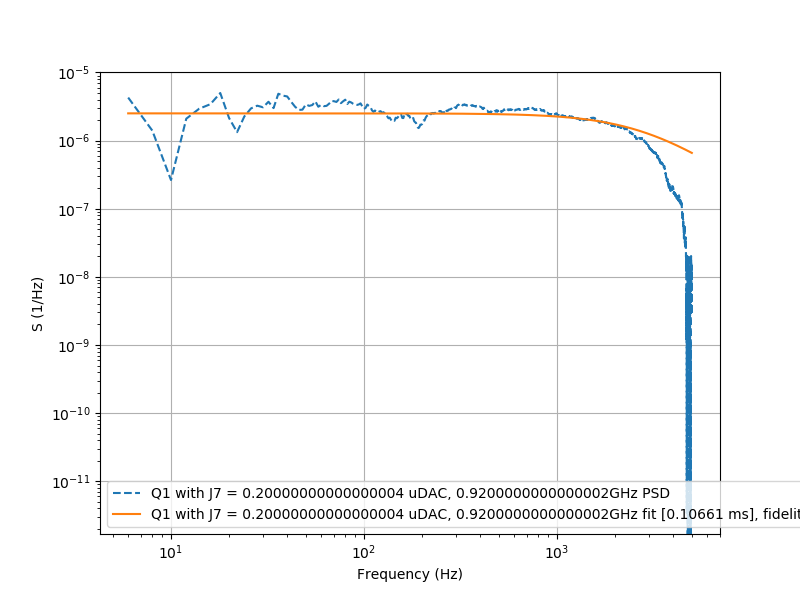 10⁻⁵
10⁻⁶
10⁻⁷
10⁻⁸
10⁻⁹
10⁻¹⁰
10⁻¹¹
S (1/Hz)
Q1 with J7 = 0.20000000000000004 uDAC, 0.9200000000000002GHz PSD
Q1 with J7 = 0.20000000000000004 uDAC, 0.9200000000000002GHz fit [0.10661 ms], fidelit
10¹ 10² 10³
Frequency (Hz)